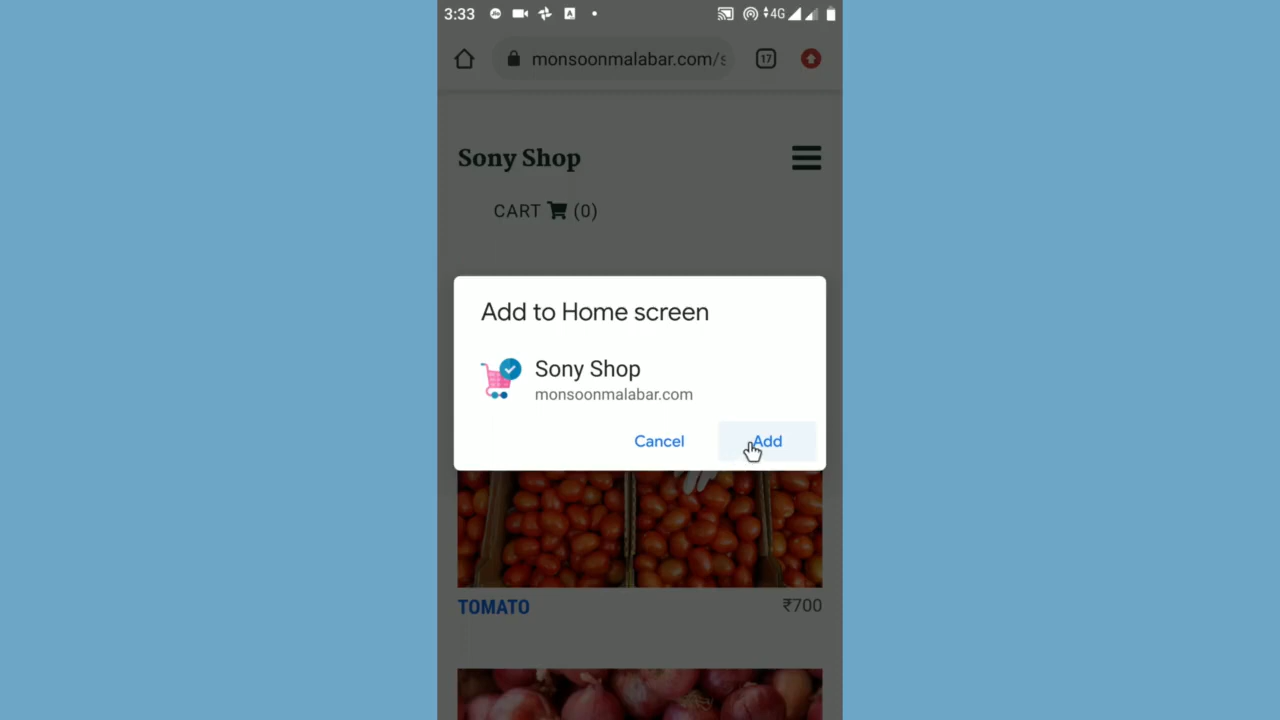 3:33
4G
monsoonmalabar.com/s
17
Sony Shop
CART (0)
Add to Home screen
Sony Shop
monsoonmalabar.com
Cancel
Add
TOMATO
₹700